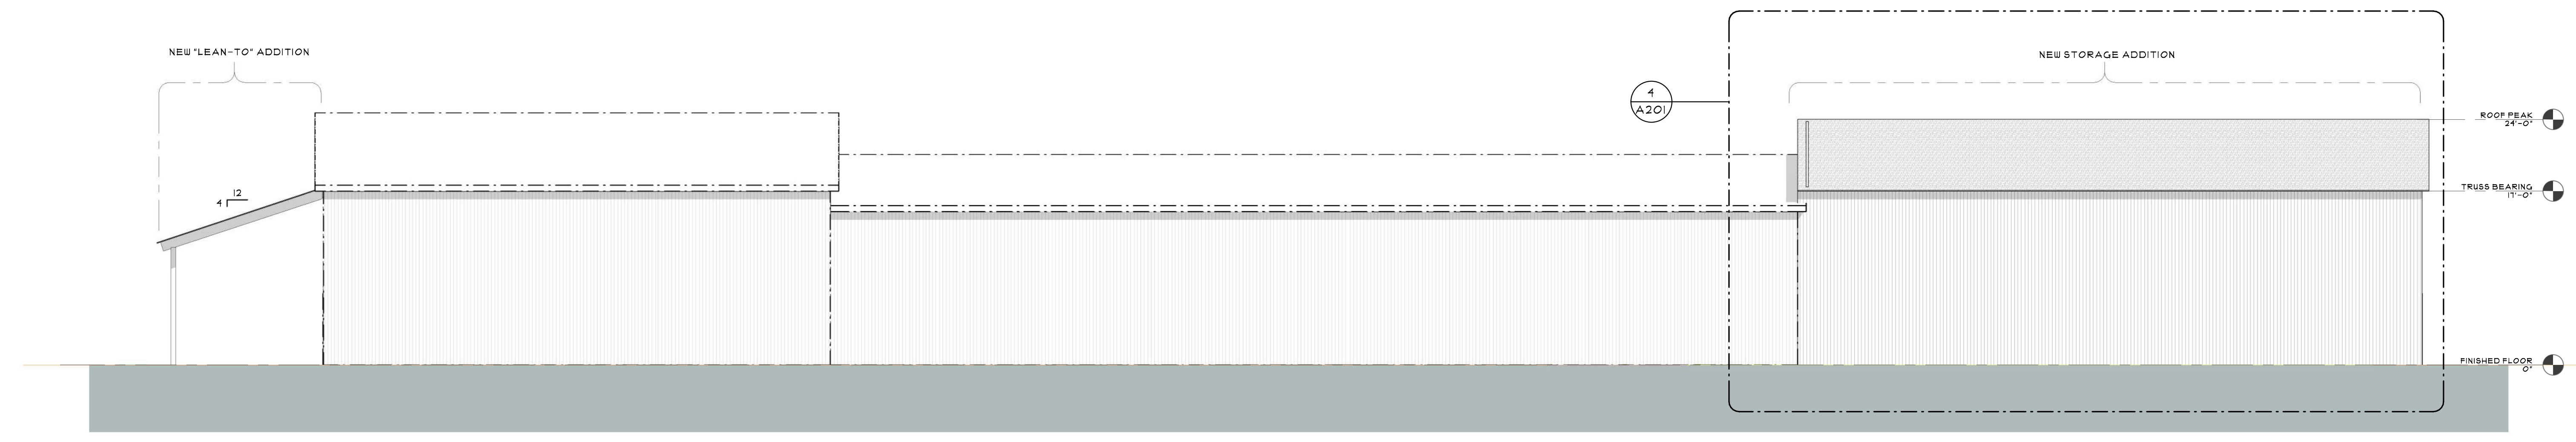 NEW "LEAN-TO" ADDITION
NEW STORAGE ADDITION
4
A201
ROOF PEAK
24'-0"
12
4
TRUSS BEARING
17'-0"
FINISHED FLOOR
0"